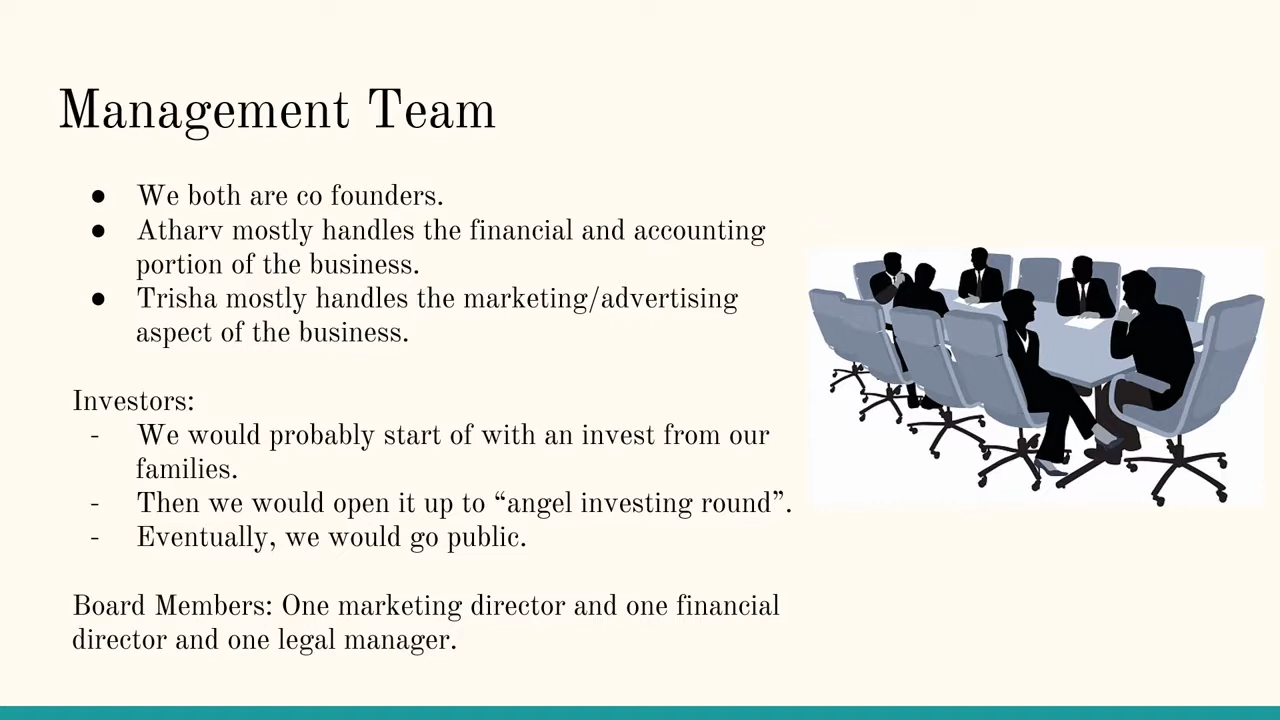 Management Team
● We both are co founders.
● Atharv mostly handles the financial and accounting
portion of the business.
● Trisha mostly handles the marketing/advertising
aspect of the business.
Investors:
- We would probably start of with an invest from our
families.
- Then we would open it up to “angel investing round”.
- Eventually, we would go public.
Board Members: One marketing director and one financial
director and one legal manager.